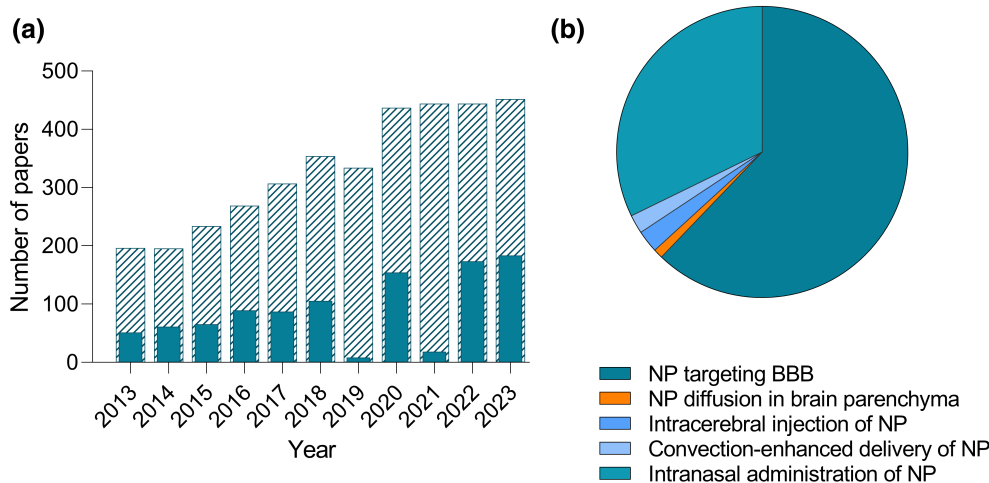 (a)
500
400
300
200
100
0
Number of papers
2013
2014
2015
2016
2017
2018
2019
2020
2021
2022
2023
Year
(b)
NP targeting BBB
NP diffusion in brain parenchyma
Intracerebral injection of NP
Convection-enhanced delivery of NP
Intranasal administration of NP